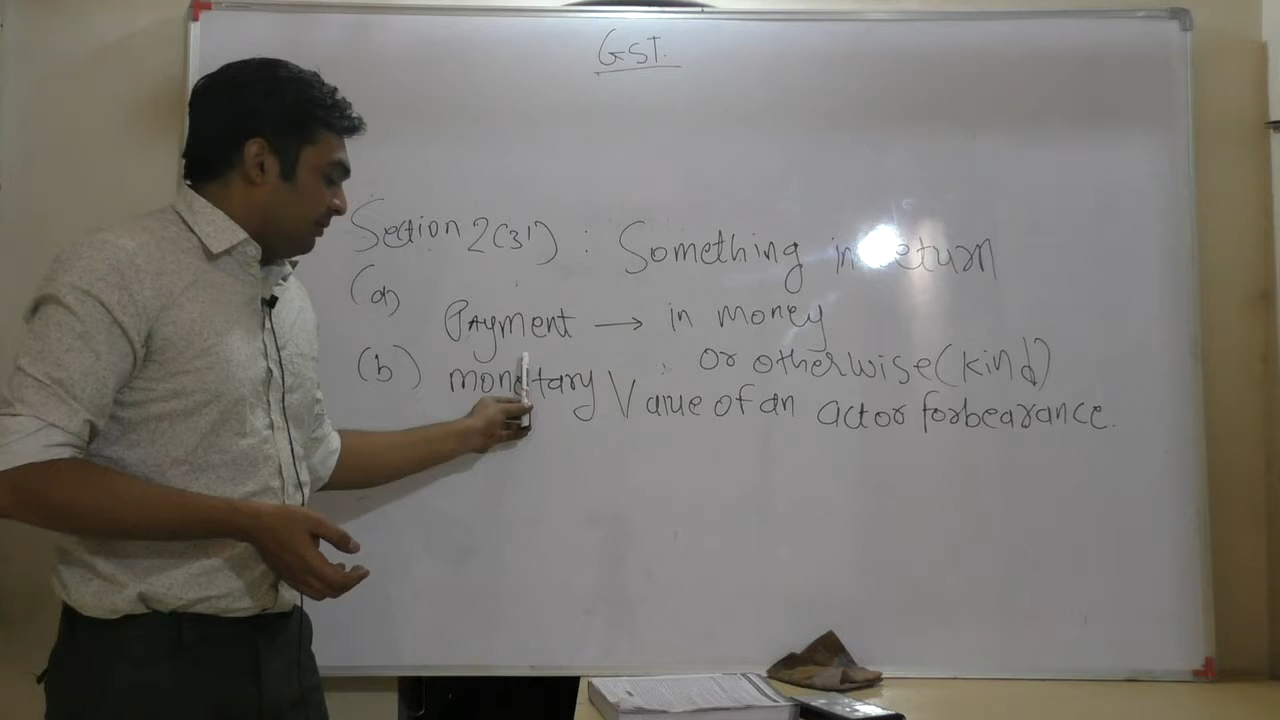 GST.
Section 2(31) : Something in return
(a) Payment → in money
or otherwise (kind)
(b) monetary Value of an act or forbearance.